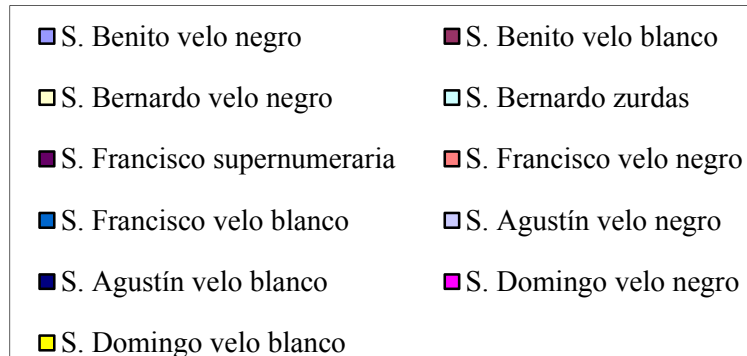 S. Benito velo negro S. Benito velo blanco
S. Bernardo velo negro S. Bernardo zurdas
S. Francisco supernumeraria S. Francisco velo negro
S. Francisco velo blanco S. Agustín velo negro
S. Agustín velo blanco S. Domingo velo negro
S. Domingo velo blanco